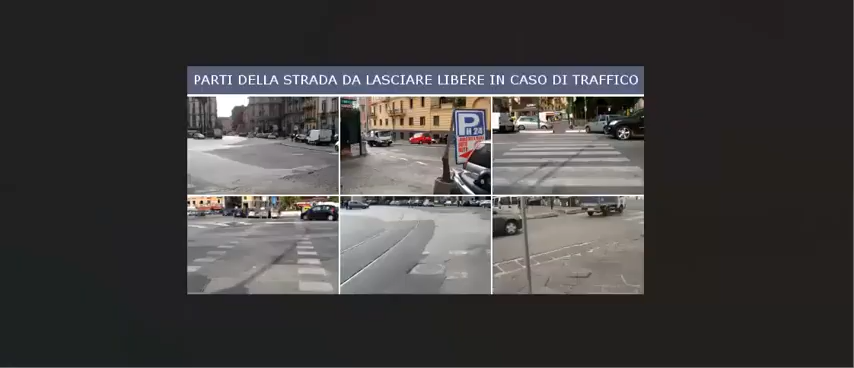 PARTI DELLA STRADA DA LASCIARE LIBERE IN CASO DI TRAFFICO
P
H 24